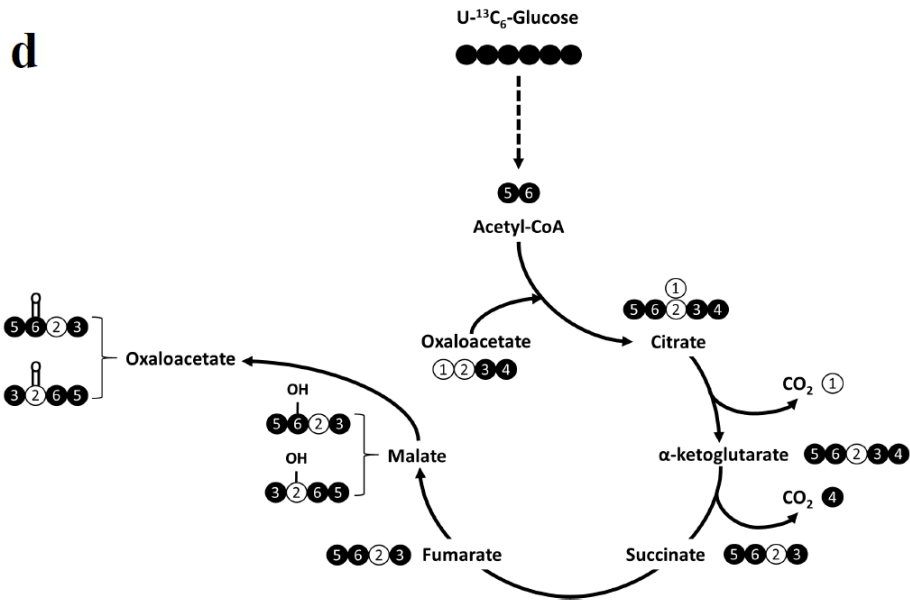 d
U-¹³C₆-Glucose
5 6
Acetyl-CoA
1
5 6 2 3 4
Citrate
Oxaloacetate
1 2 3 4
CO₂ 1
α-ketoglutarate 5 6 2 3 4
CO₂ 4
Succinate 5 6 2 3
5 6 2 3 Fumarate
Malate
OH
5 6 2 3
OH
3 2 6 5
Oxaloacetate
O
5 6 2 3
O
3 2 6 5